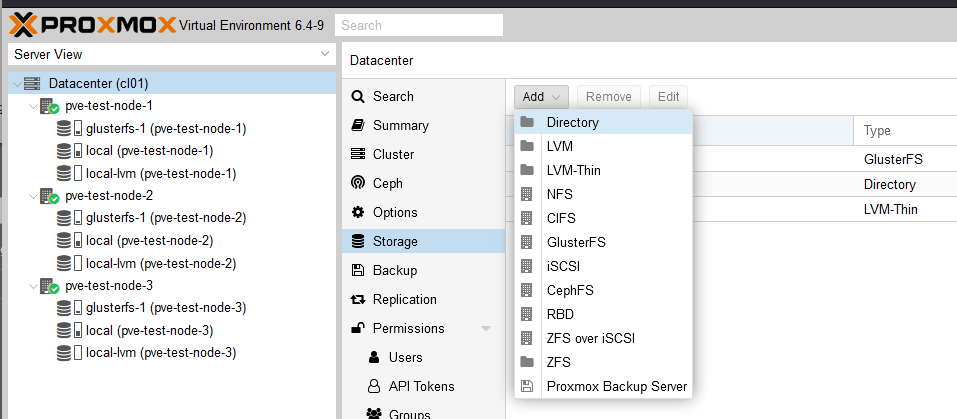 PROXMOX Virtual Environment 6.4-9 Search
Server View
Datacenter (cl01)
pve-test-node-1
glusterfs-1 (pve-test-node-1)
local (pve-test-node-1)
local-lvm (pve-test-node-1)
pve-test-node-2
glusterfs-1 (pve-test-node-2)
local (pve-test-node-2)
local-lvm (pve-test-node-2)
pve-test-node-3
glusterfs-1 (pve-test-node-3)
local (pve-test-node-3)
local-lvm (pve-test-node-3)
Datacenter
Search
Summary
Cluster
Ceph
Options
Storage
Backup
Replication
Permissions
Users
API Tokens
Groups
Add Remove Edit
Directory
LVM
LVM-Thin
NFS
CIFS
GlusterFS
iSCSI
CephFS
RBD
ZFS over iSCSI
ZFS
Proxmox Backup Server
Type
GlusterFS
Directory
LVM-Thin